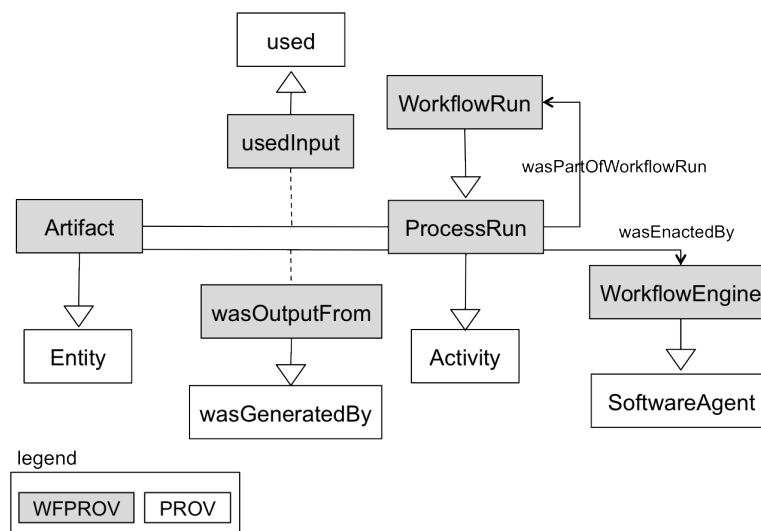 used
WorkflowRun
usedInput
wasPartOfWorkflowRun
Artifact
ProcessRun
wasEnactedBy
WorkflowEngine
wasOutputFrom
Entity
Activity
SoftwareAgent
wasGeneratedBy
legend
WFPROV
PROV